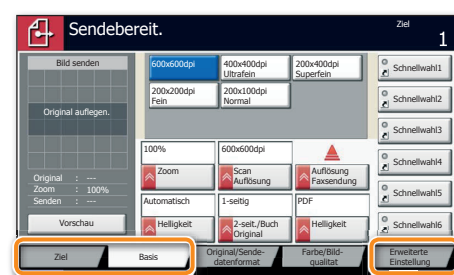 Sendebereit.
Ziel
1
Bild senden
Original auflegen.
Original : ---
Zoom : 100%
Senden : ---
Vorschau
600x600dpi
400x400dpi
Ultrafein
200x400dpi
Superfein
200x200dpi
Fein
200x100dpi
Normal
100%
Zoom
600x600dpi
Scan
Auflösung
Auflösung
Faxsendung
Automatisch
Helligkeit
1-seitig
2-seit./Buch
Original
PDF
Helligkeit
Schnellwahl1
Schnellwahl2
Schnellwahl3
Schnellwahl4
Schnellwahl5
Schnellwahl6
Ziel
Basis
Original/Sende-
datenformat
Farbe/Bild-
qualitat
Erweiterte
Einstellung